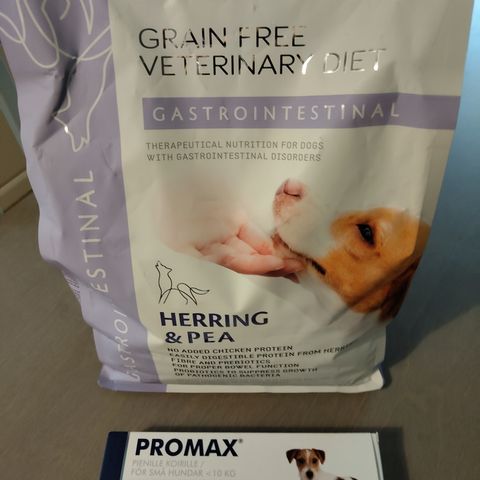 GRAIN FREE
VETERINARY DIET
GASTROINTESTINAL
THERAPEUTICAL NUTRITION FOR DOGS
WITH GASTROINTESTINAL DISORDERS
HERRING
& PEA
NO ADDED CHICKEN PROTEIN
EASILY DIGESTIBLE PROTEIN FROM
FIBRE AND PREBIOTICS
FOR PROPER BOWEL FUNCTION
PROBIOTICS TO SUPPRESS GROWTH
OF PATHOGENIC BACTERIA
PROMAX®
PIENILLE KOIRILLE /
FÖR SMÅ HUNDAR <10 KG